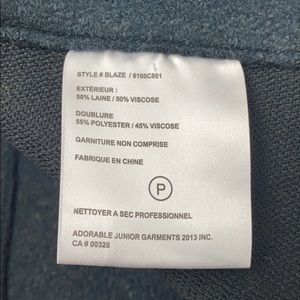 STYLE # BLAZE / 8105C801
EXTÉRIEUR :
50% LAINE / 50% VISCOSE
DOUBLURE
55% POLYESTER / 45% VISCOSE
GARNITURE NON COMPRISE
FABRIQUE EN CHINE
P
NETTOYER A SEC PROFESSIONNEL
ADORABLE JUNIOR GARMENTS 2013 INC.
CA # 00328